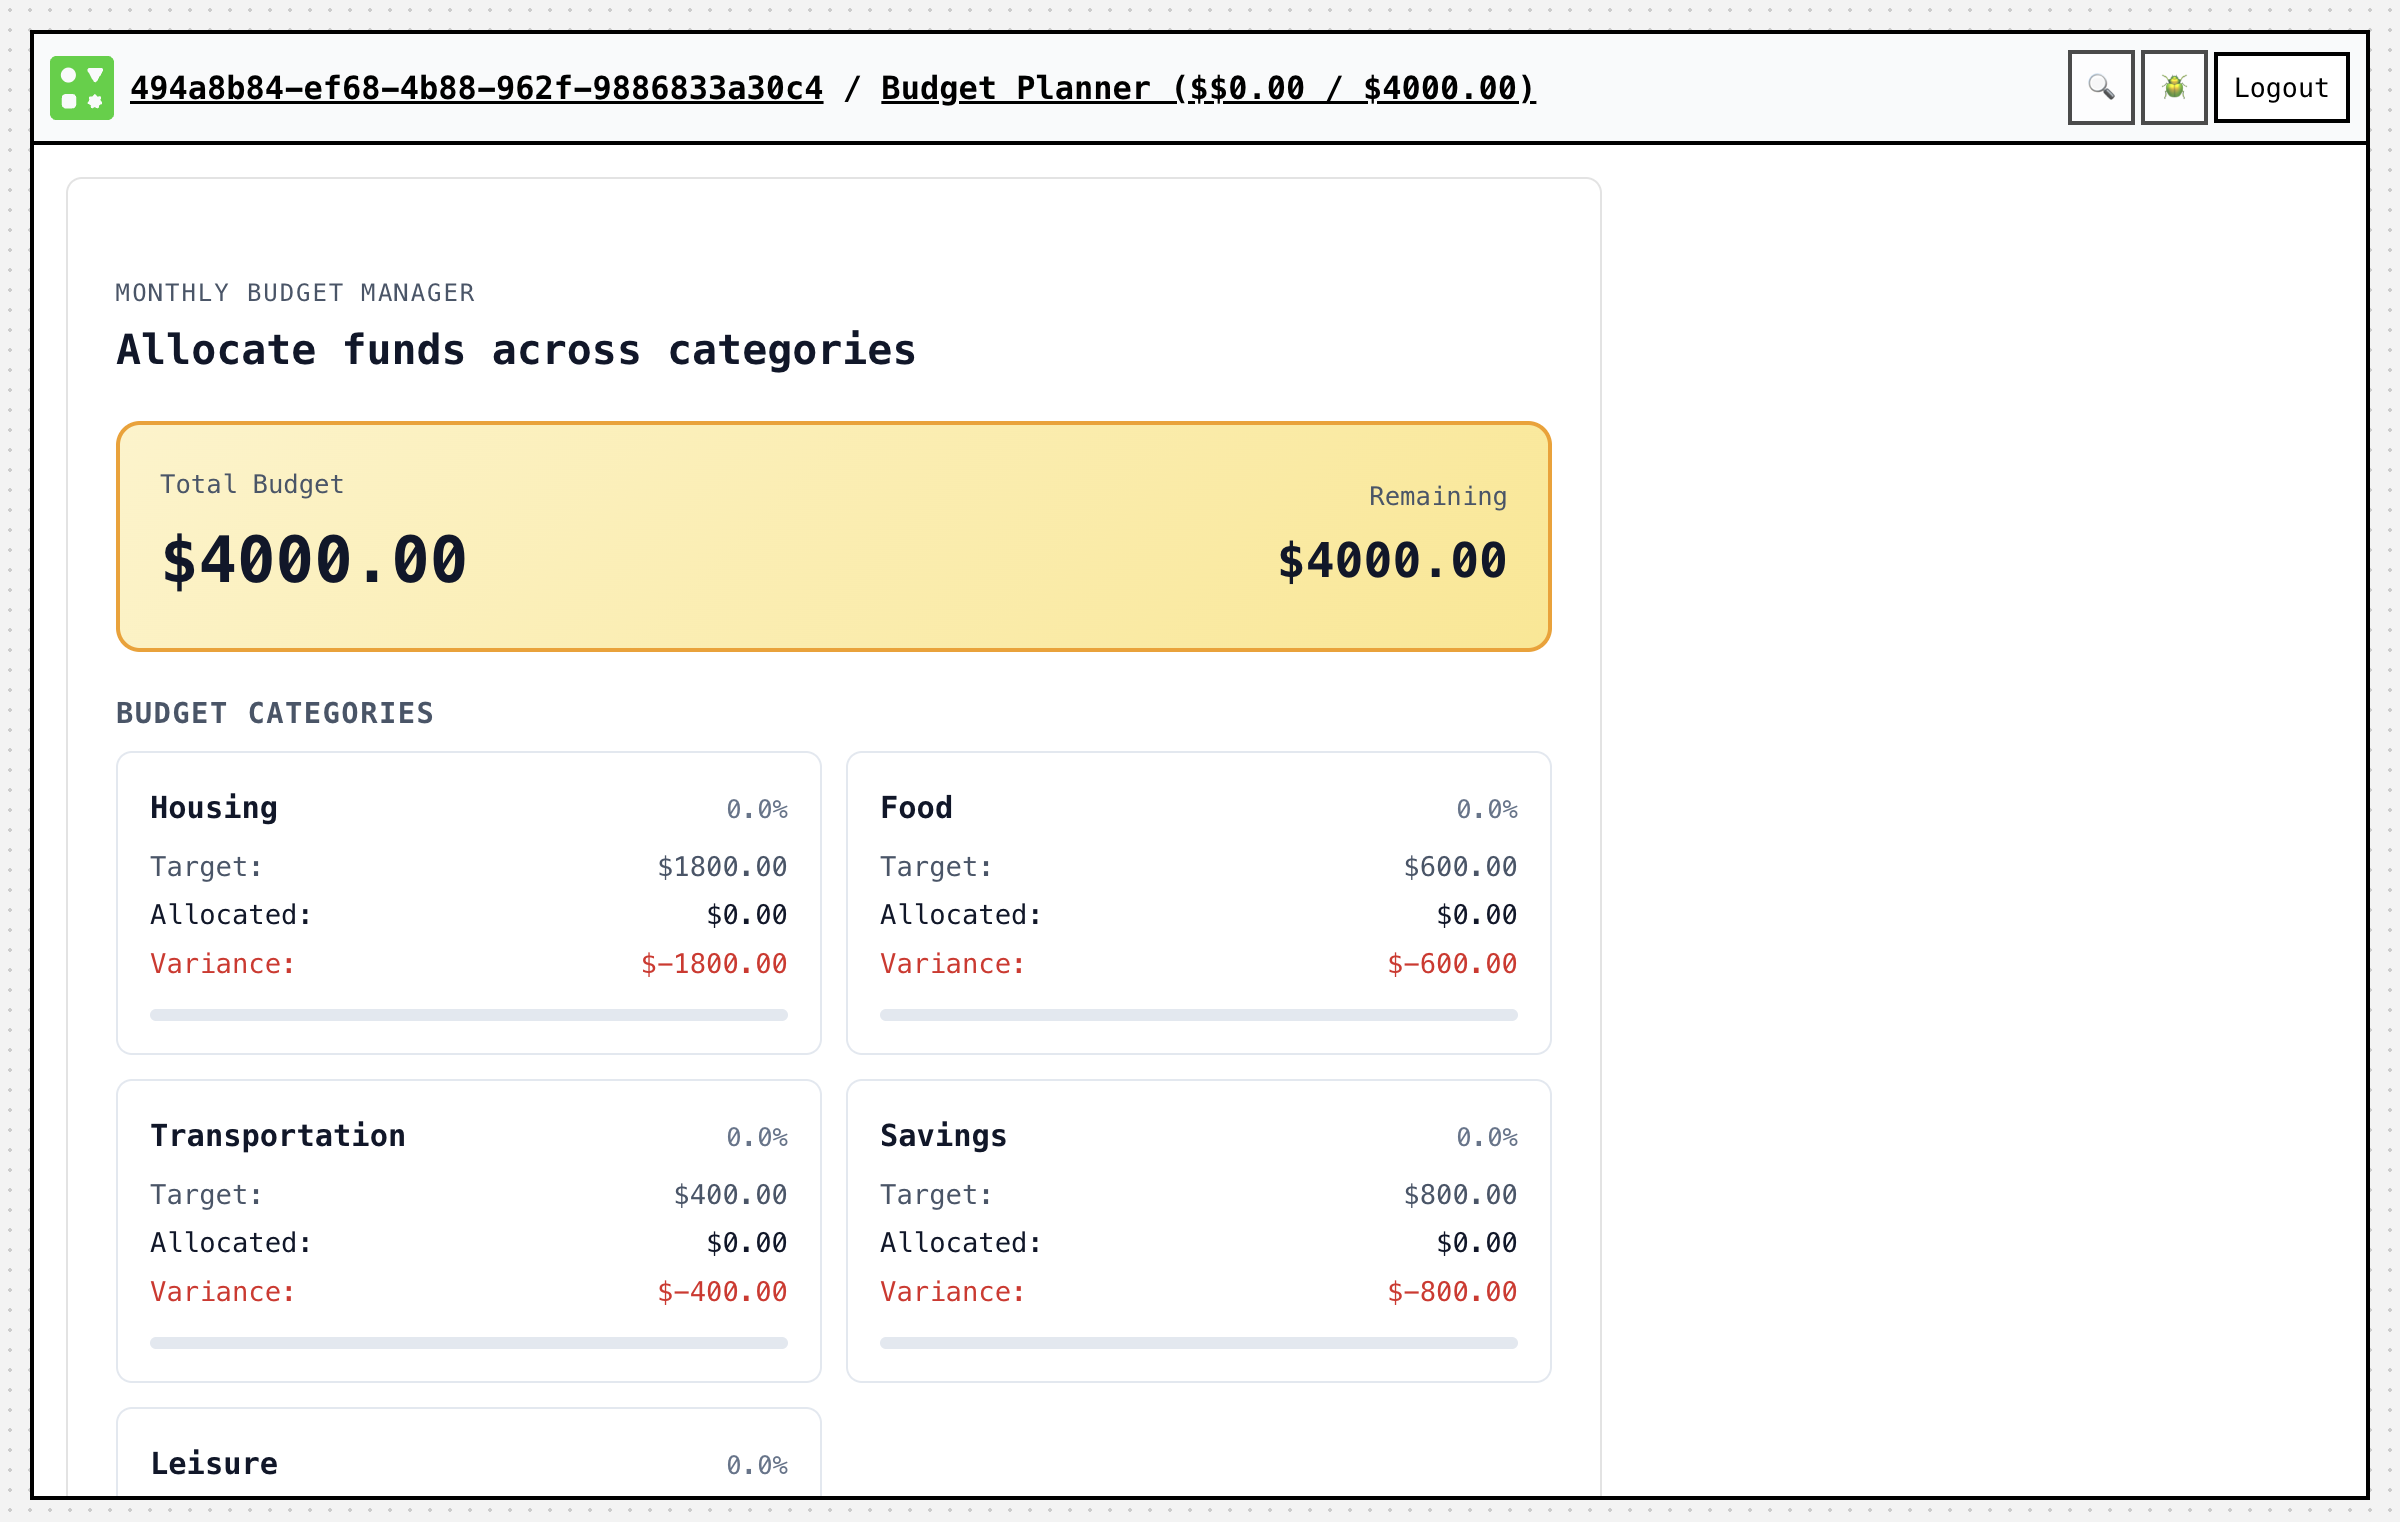 494a8b84-ef68-4b88-962f-9886833a30c4 / Budget Planner ($$0.00 / $4000.00)
Logout
MONTHLY BUDGET MANAGER
Allocate funds across categories
Total Budget
$4000.00
Remaining
$4000.00
BUDGET CATEGORIES
Housing 0.0%
Target: $1800.00
Allocated: $0.00
Variance: $-1800.00
Food 0.0%
Target: $600.00
Allocated: $0.00
Variance: $-600.00
Transportation 0.0%
Target: $400.00
Allocated: $0.00
Variance: $-400.00
Savings 0.0%
Target: $800.00
Allocated: $0.00
Variance: $-800.00
Leisure 0.0%